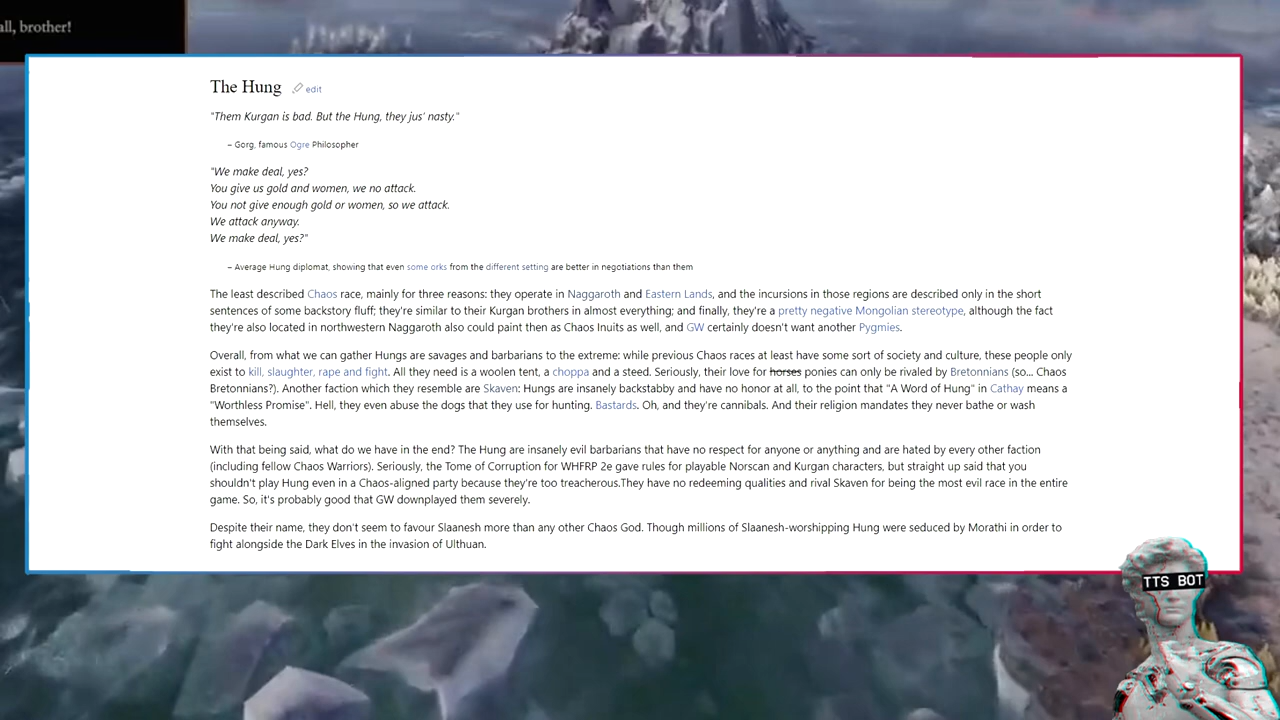 all, brother!
The Hung edit
"Them Kurgan is bad. But the Hung, they jus' nasty."
– Gorg, famous Ogre Philosopher
"We make deal, yes?
You give us gold and women, we no attack.
You not give enough gold or women, so we attack.
We attack anyway.
We make deal, yes?"
– Average Hung diplomat, showing that even some orks from the different setting are better in negotiations than them
The least described Chaos race, mainly for three reasons: they operate in Naggaroth and Eastern Lands, and the incursions in those regions are described only in the short
sentences of some backstory fluff; they're similar to their Kurgan brothers in almost everything; and finally, they're a pretty negative Mongolian stereotype, although the fact
they're also located in northwestern Naggaroth also could paint then as Chaos Inuits as well, and GW certainly doesn't want another Pygmies.
Overall, from what we can gather Hungs are savages and barbarians to the extreme: while previous Chaos races at least have some sort of society and culture, these people only
exist to kill, slaughter, rape and fight. All they need is a woolen tent, a choppa and a steed. Seriously, their love for horses ponies can only be rivaled by Bretonnians (so... Chaos
Bretonnians?). Another faction which they resemble are Skaven: Hungs are insanely backstabby and have no honor at all, to the point that "A Word of Hung" in Cathay means a
"Worthless Promise". Hell, they even abuse the dogs that they use for hunting. Bastards. Oh, and they're cannibals. And their religion mandates they never bathe or wash
themselves.
With that being said, what do we have in the end? The Hung are insanely evil barbarians that have no respect for anyone or anything and are hated by every other faction
(including fellow Chaos Warriors). Seriously, the Tome of Corruption for WHFRP 2e gave rules for playable Norscan and Kurgan characters, but straight up said that you
shouldn't play Hung even in a Chaos-aligned party because they're too treacherous.They have no redeeming qualities and rival Skaven for being the most evil race in the entire
game. So, it's probably good that GW downplayed them severely.
Despite their name, they don't seem to favour Slaanesh more than any other Chaos God. Though millions of Slaanesh-worshipping Hung were seduced by Morathi in order to
fight alongside the Dark Elves in the invasion of Ulthuan.
TTS BOT